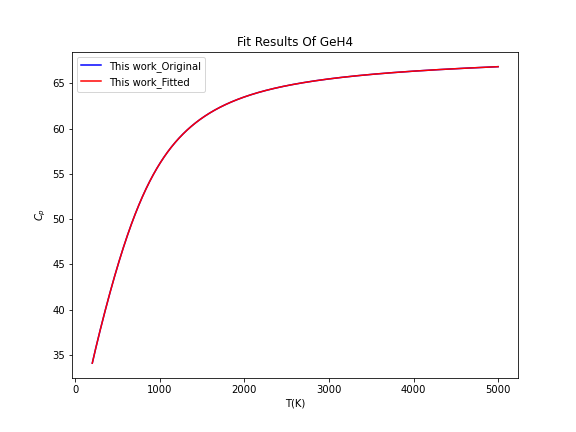 Fit Results Of GeH4
This work_Original
This work_Fitted
65
60
55
50
45
40
35
Cₚ
0 1000 2000 3000 4000 5000
T(K)